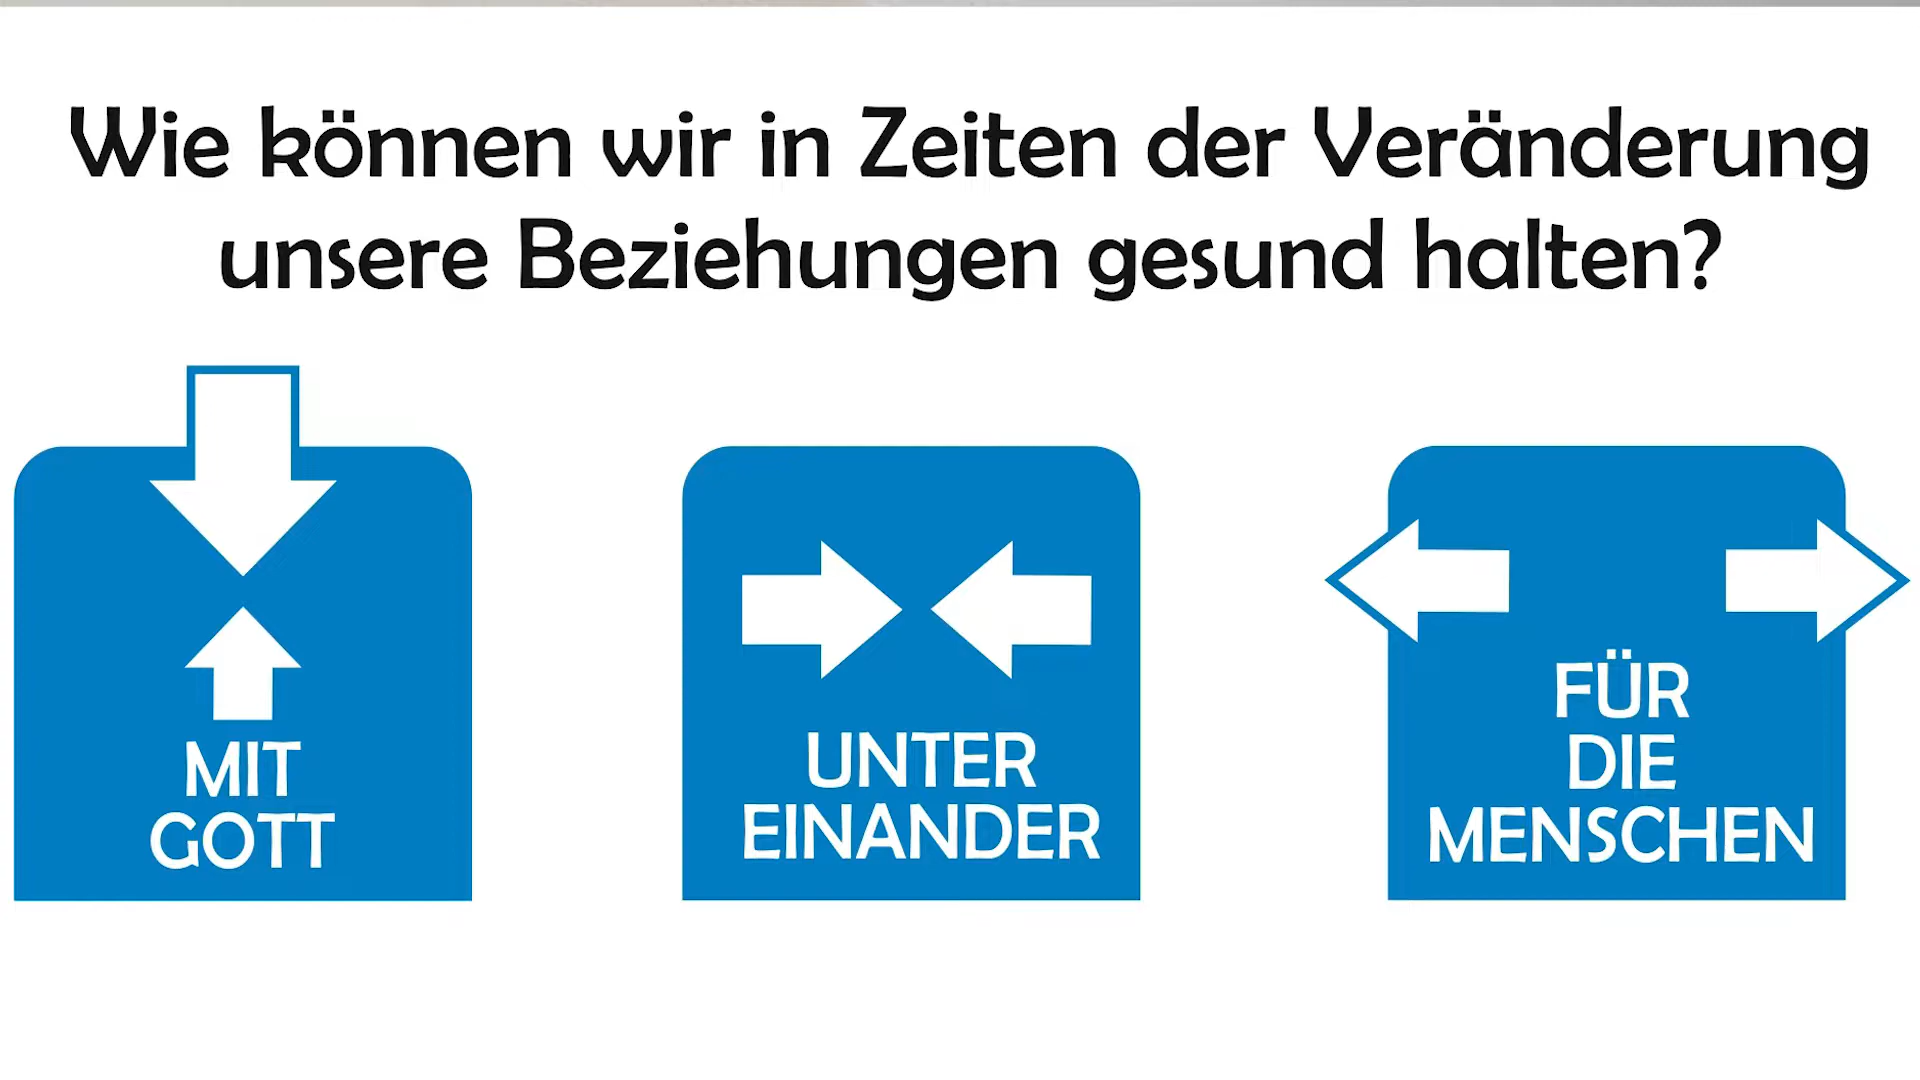 Wie können wir in Zeiten der Veränderung
unsere Beziehungen gesund halten?
MIT
GOTT
UNTER
EINANDER
FÜR
DIE
MENSCHEN